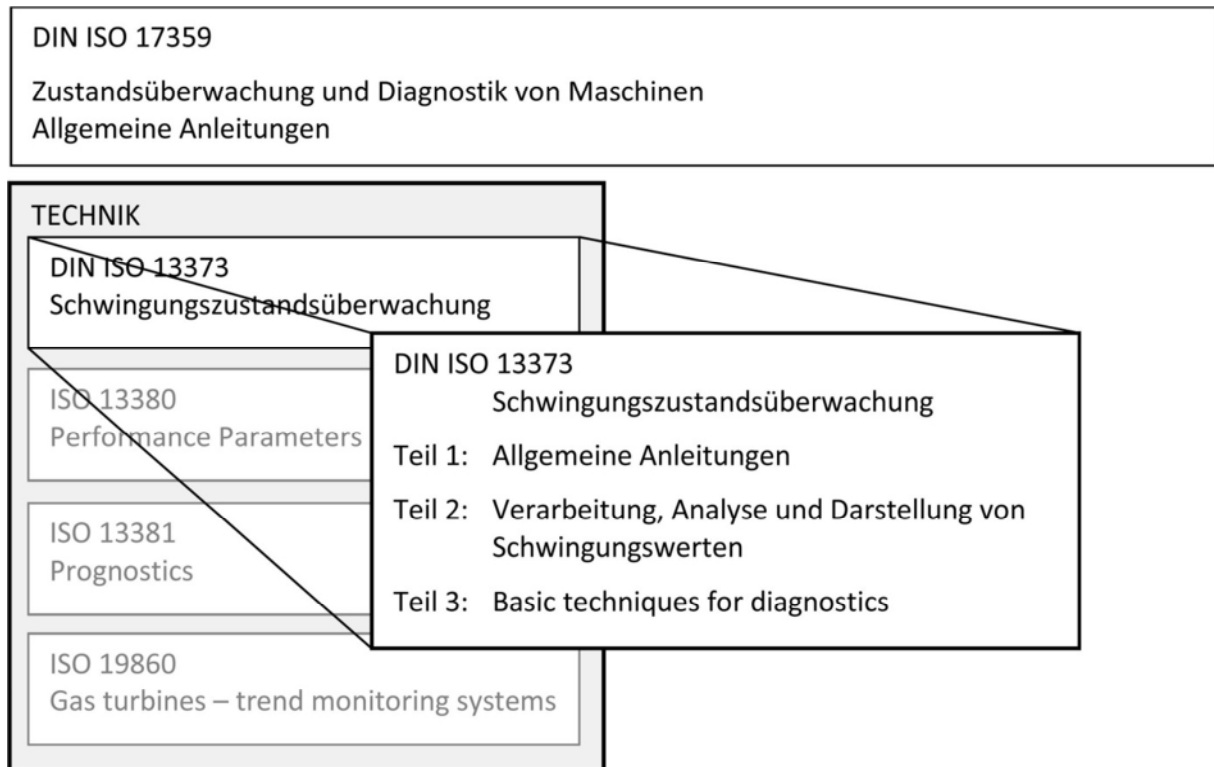 DIN ISO 17359
Zustandsüberwachung und Diagnostik von Maschinen
Allgemeine Anleitungen
TECHNIK
DIN ISO 13373
Schwingungszustandsüberwachung
ISO 13380
Performance Parameters
ISO 13381
Prognostics
ISO 19860
Gas turbines – trend monitoring systems
DIN ISO 13373
Schwingungszustandsüberwachung
Teil 1: Allgemeine Anleitungen
Teil 2: Verarbeitung, Analyse und Darstellung von
Schwingungswerten
Teil 3: Basic techniques for diagnostics